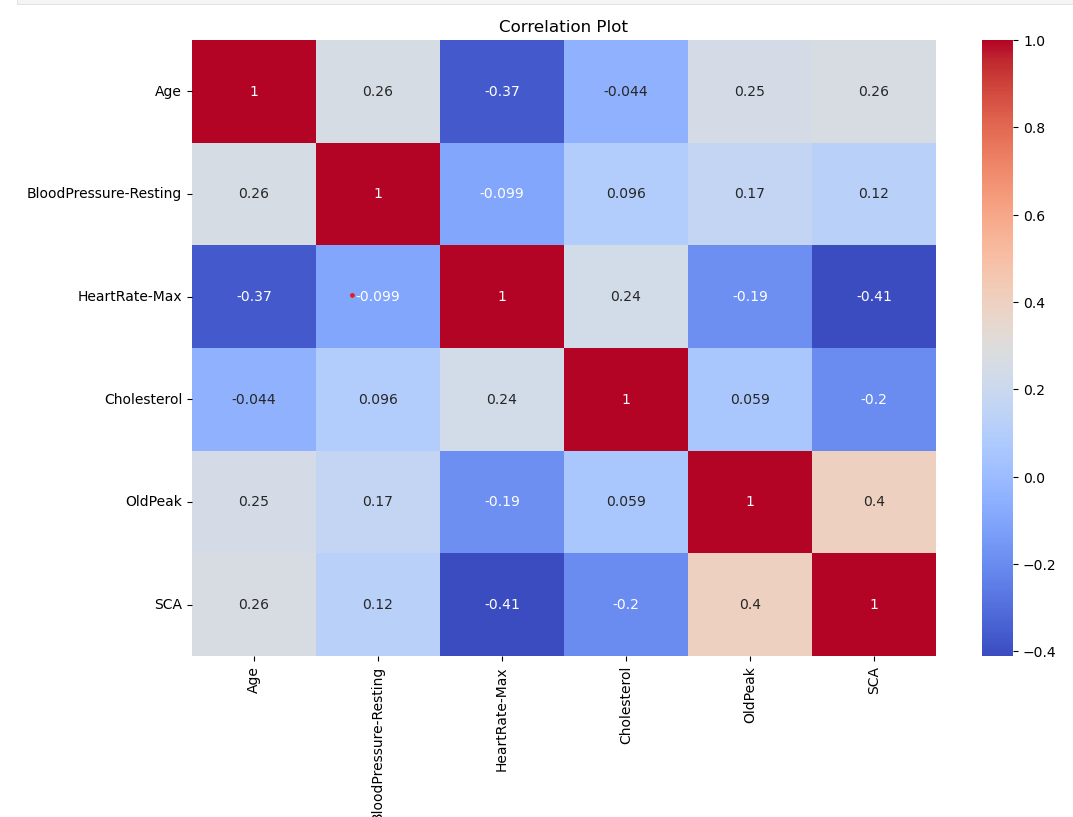 Correlation Plot
Age 1 0.26 -0.37 -0.044 0.25 0.26
BloodPressure-Resting 0.26 1 -0.099 0.096 0.17 0.12
HeartRate-Max -0.37 -0.099 1 0.24 -0.19 -0.41
Cholesterol -0.044 0.096 0.24 1 0.059 -0.2
OldPeak 0.25 0.17 -0.19 0.059 1 0.4
SCA 0.26 0.12 -0.41 -0.2 0.4 1
Age
loodPressure-Resting
HeartRate-Max
Cholesterol
OldPeak
SCA
1.0
0.8
0.6
0.4
0.2
0.0
−0.2
−0.4